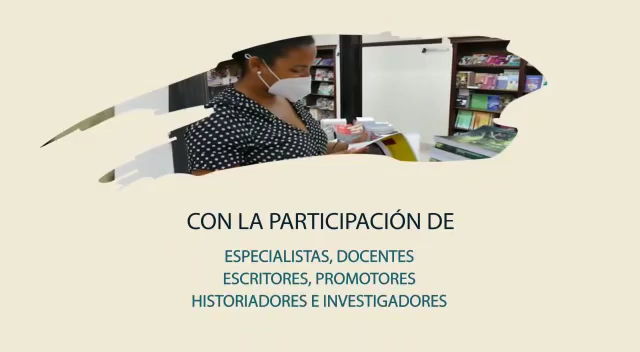 CON LA PARTICIPACIÓN DE
ESPECIALISTAS, DOCENTES
ESCRITORES, PROMOTORES
HISTORIADORES E INVESTIGADORES